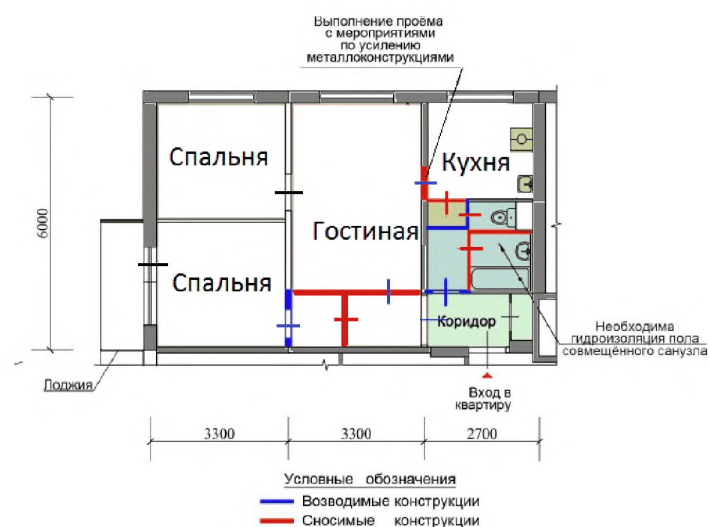 Выполнение проёма
с мероприятиями
по усилению
металлоконструкциями
Спальня
Кухня
Гостиная
6000
Спальня
Коридор
Необходима
гидроизоляция пола
совмещённого санузла
Лоджия
Вход в
квартиру
3300
3300
2700
Условные обозначения
Возводимые конструкции
Сносимые конструкции